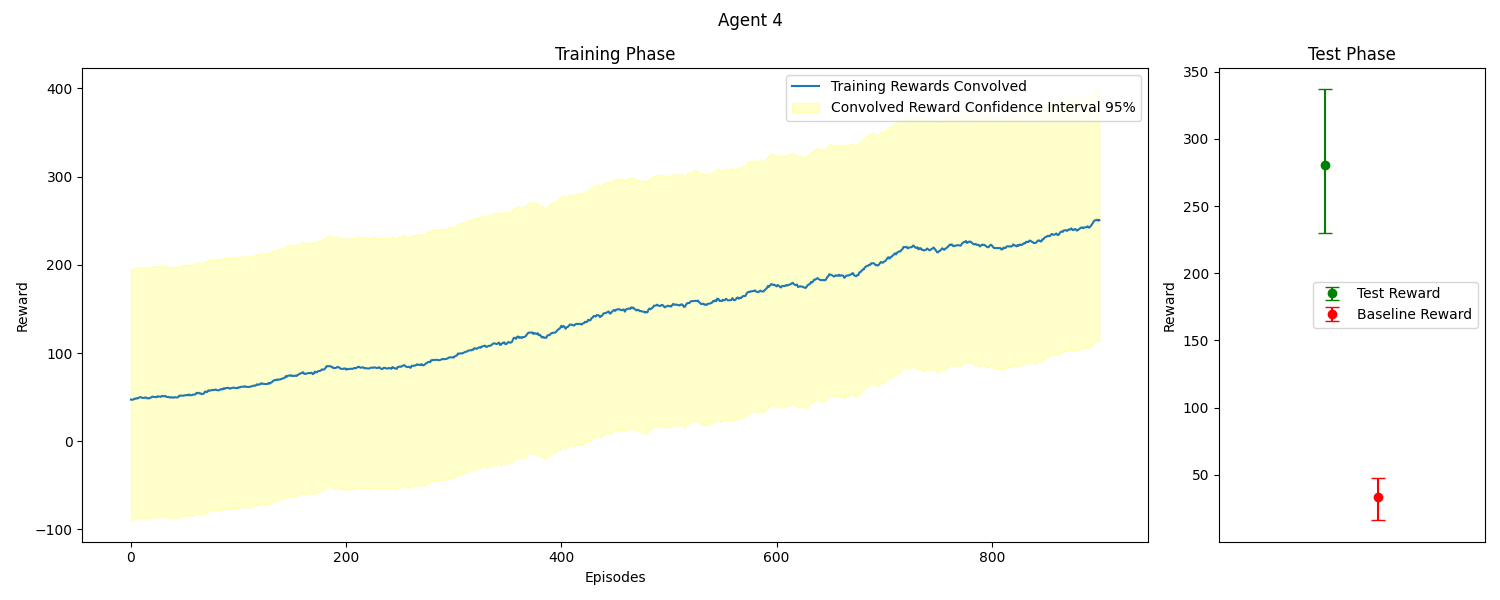 Agent 4
Training Phase
Training Rewards Convolved
Convolved Reward Confidence Interval 95%
Reward
400
300
200
100
0
−100
0
200
400
600
800
Episodes
Test Phase
Test Reward
Baseline Reward
Reward
350
300
250
200
150
100
50